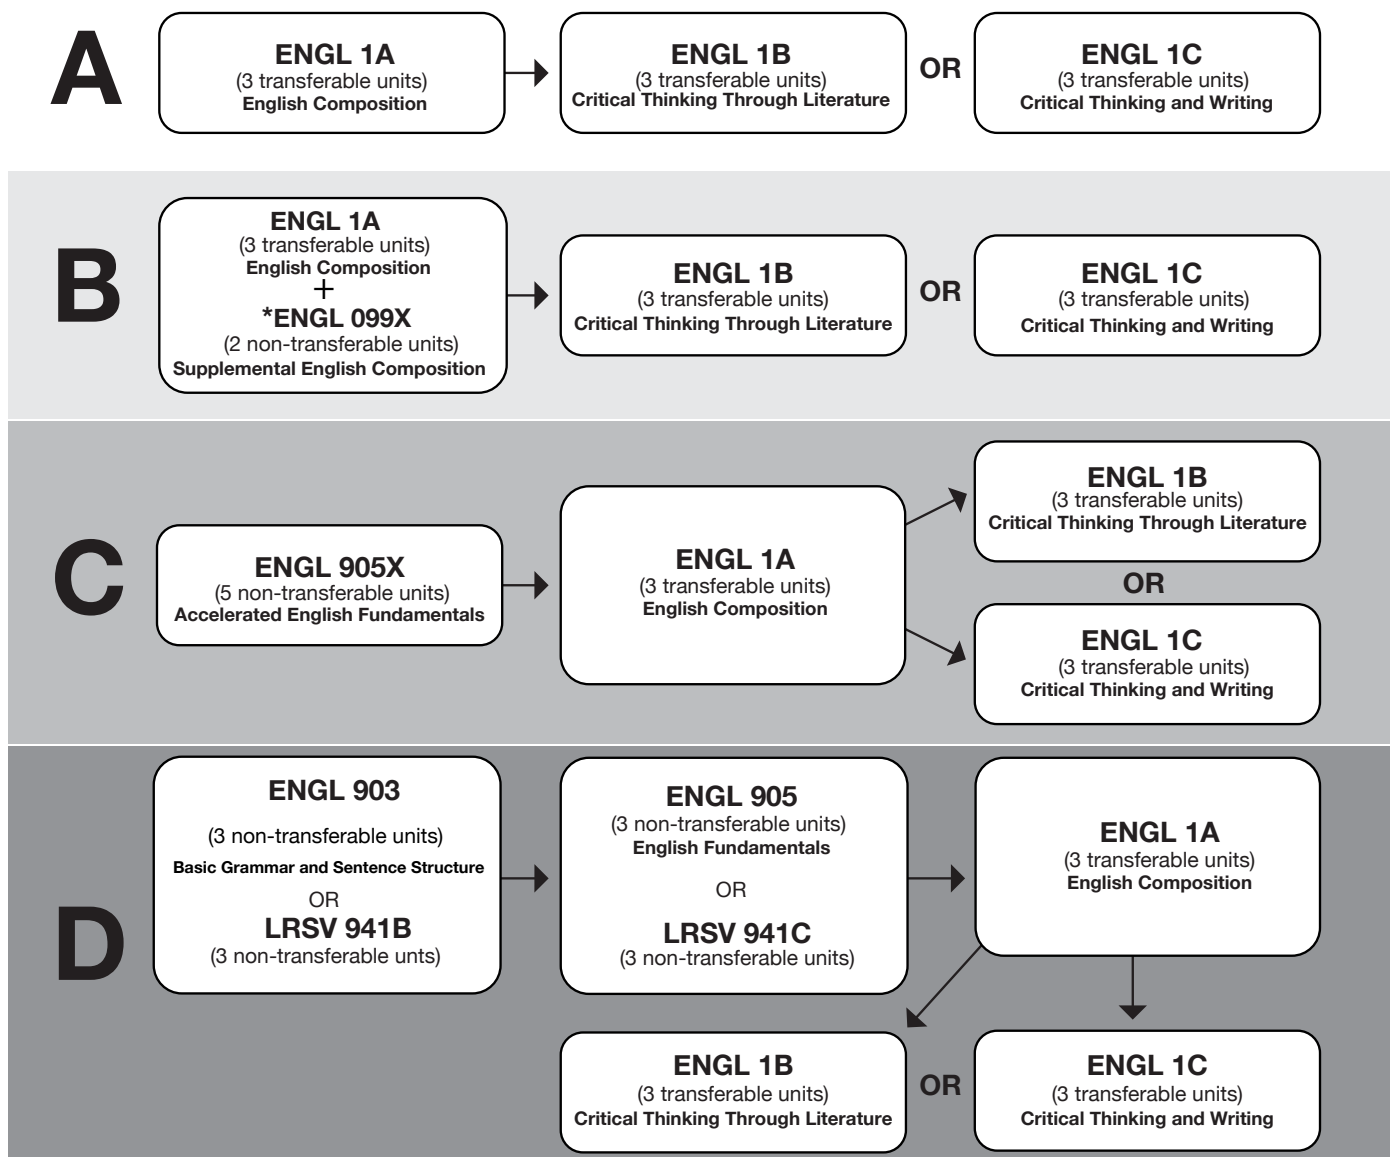 A
ENGL 1A
(3 transferable units)
English Composition
ENGL 1B
(3 transferable units)
Critical Thinking Through Literature
OR
ENGL 1C
(3 transferable units)
Critical Thinking and Writing
B
ENGL 1A
(3 transferable units)
English Composition
+
*ENGL 099X
(2 non-transferable units)
Supplemental English Composition
ENGL 1B
(3 transferable units)
Critical Thinking Through Literature
OR
ENGL 1C
(3 transferable units)
Critical Thinking and Writing
C
ENGL 905X
(5 non-transferable units)
Accelerated English Fundamentals
ENGL 1A
(3 transferable units)
English Composition
ENGL 1B
(3 transferable units)
Critical Thinking Through Literature
OR
ENGL 1C
(3 transferable units)
Critical Thinking and Writing
D
ENGL 903
(3 non-transferable units)
Basic Grammar and Sentence Structure
OR
LRSV 941B
(3 non-transferable unts)
ENGL 905
(3 non-transferable units)
English Fundamentals
OR
LRSV 941C
(3 non-transferable units)
ENGL 1A
(3 transferable units)
English Composition
ENGL 1B
(3 transferable units)
Critical Thinking Through Literature
OR
ENGL 1C
(3 transferable units)
Critical Thinking and Writing